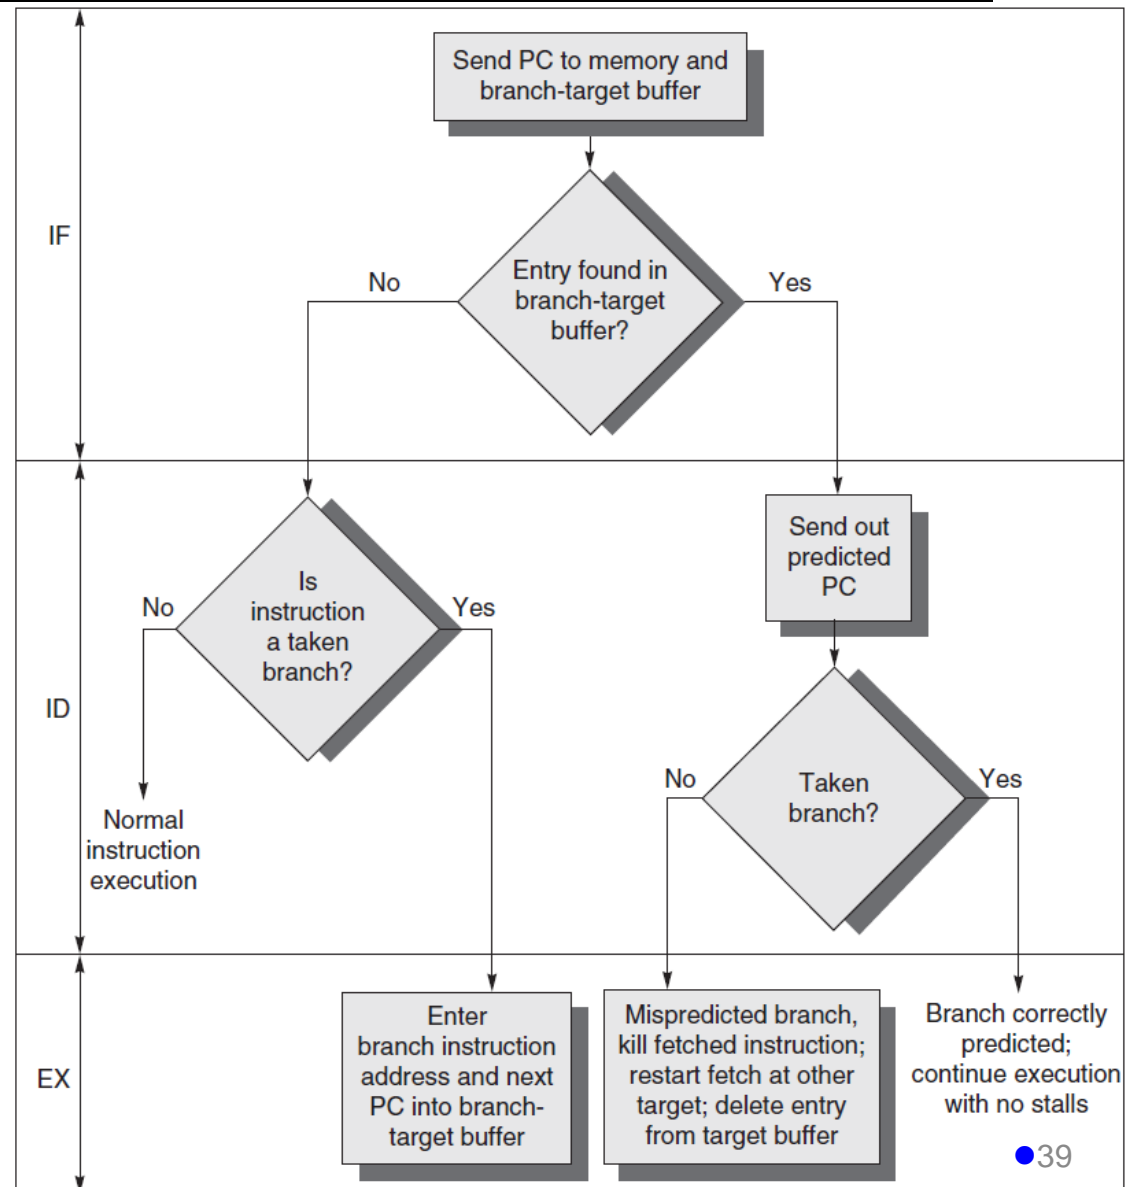 Send PC to memory and
branch-target buffer
IF
No
Entry found in
branch-target
buffer?
Yes
Send out
predicted
PC
Is
instruction
a taken
branch?
No
Yes
ID
No
Taken
branch?
Yes
Normal
instruction
execution
Enter
branch instruction
address and next
PC into branch-
target buffer
Mispredicted branch,
kill fetched instruction;
restart fetch at other
target; delete entry
from target buffer
Branch correctly
predicted;
continue execution
with no stalls
EX
39